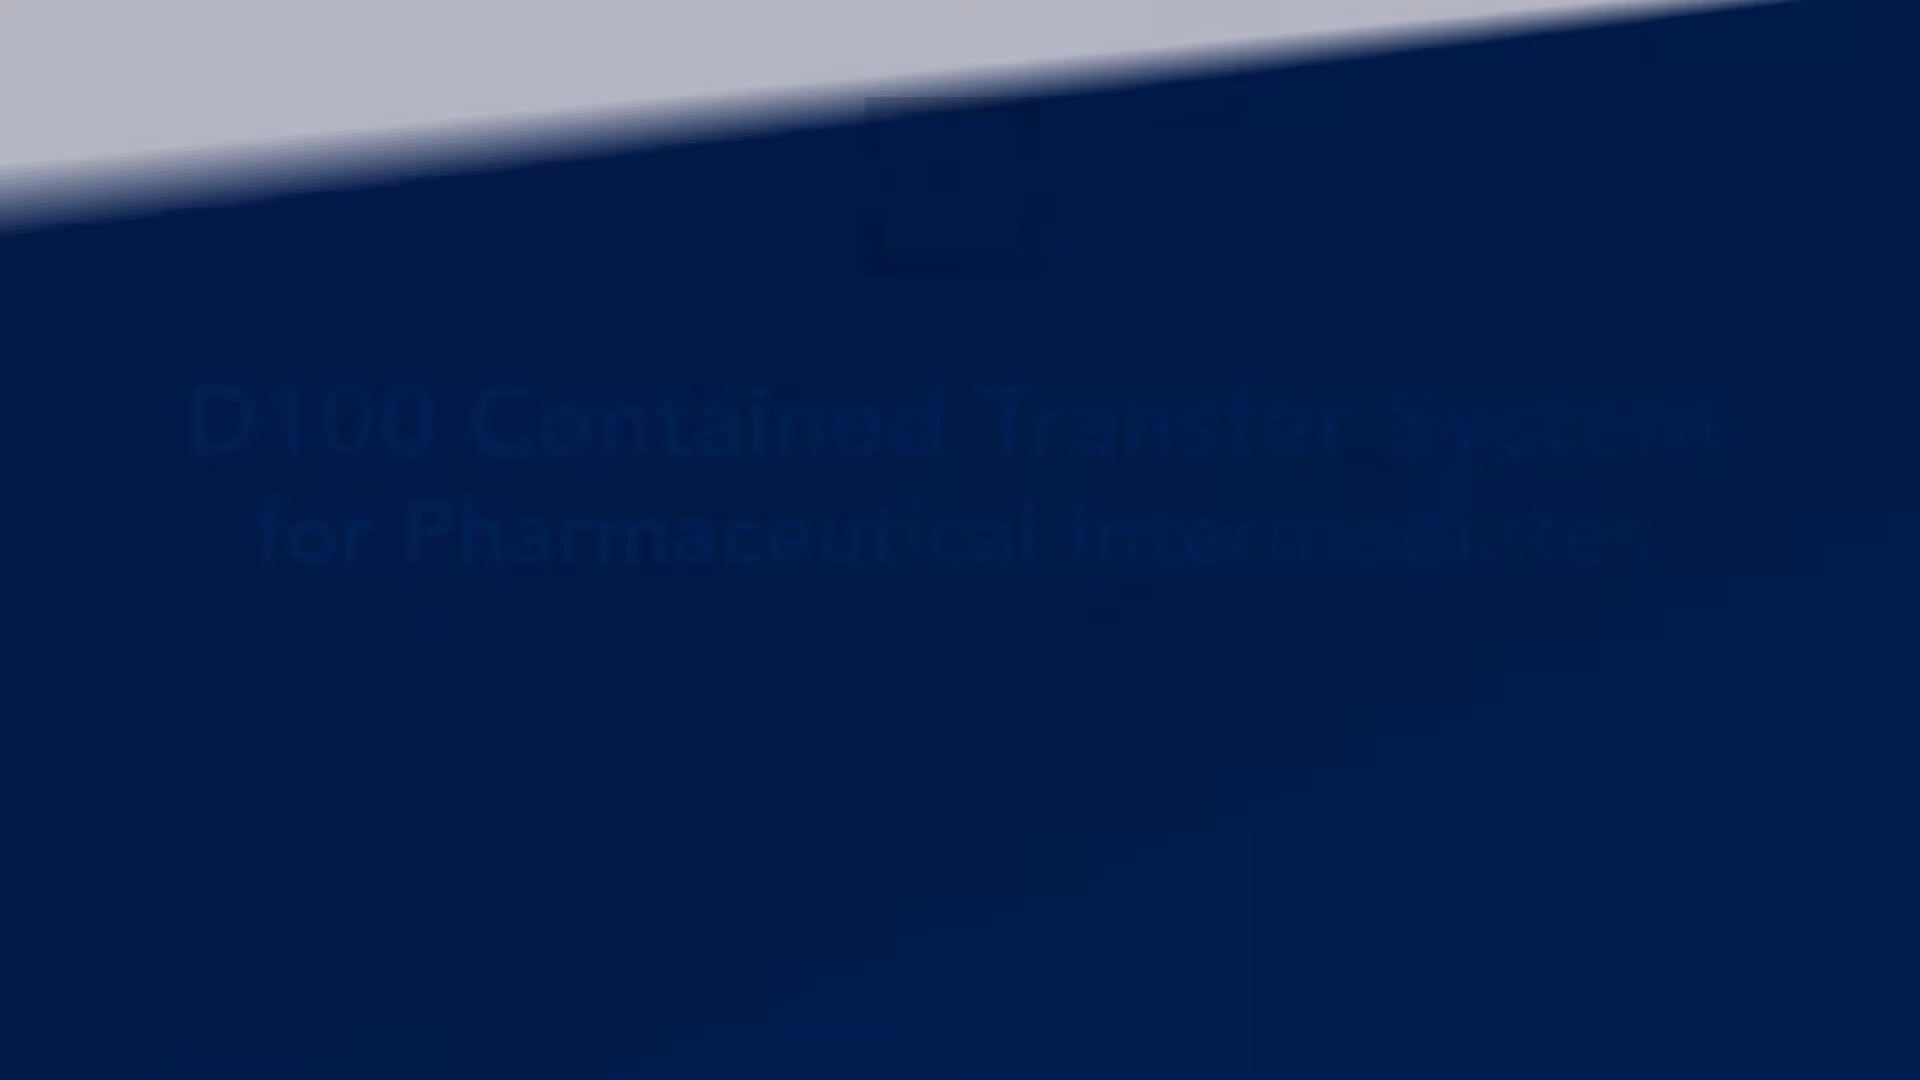 D100 Contained Transfer System
for Pharmaceutical Intermediates